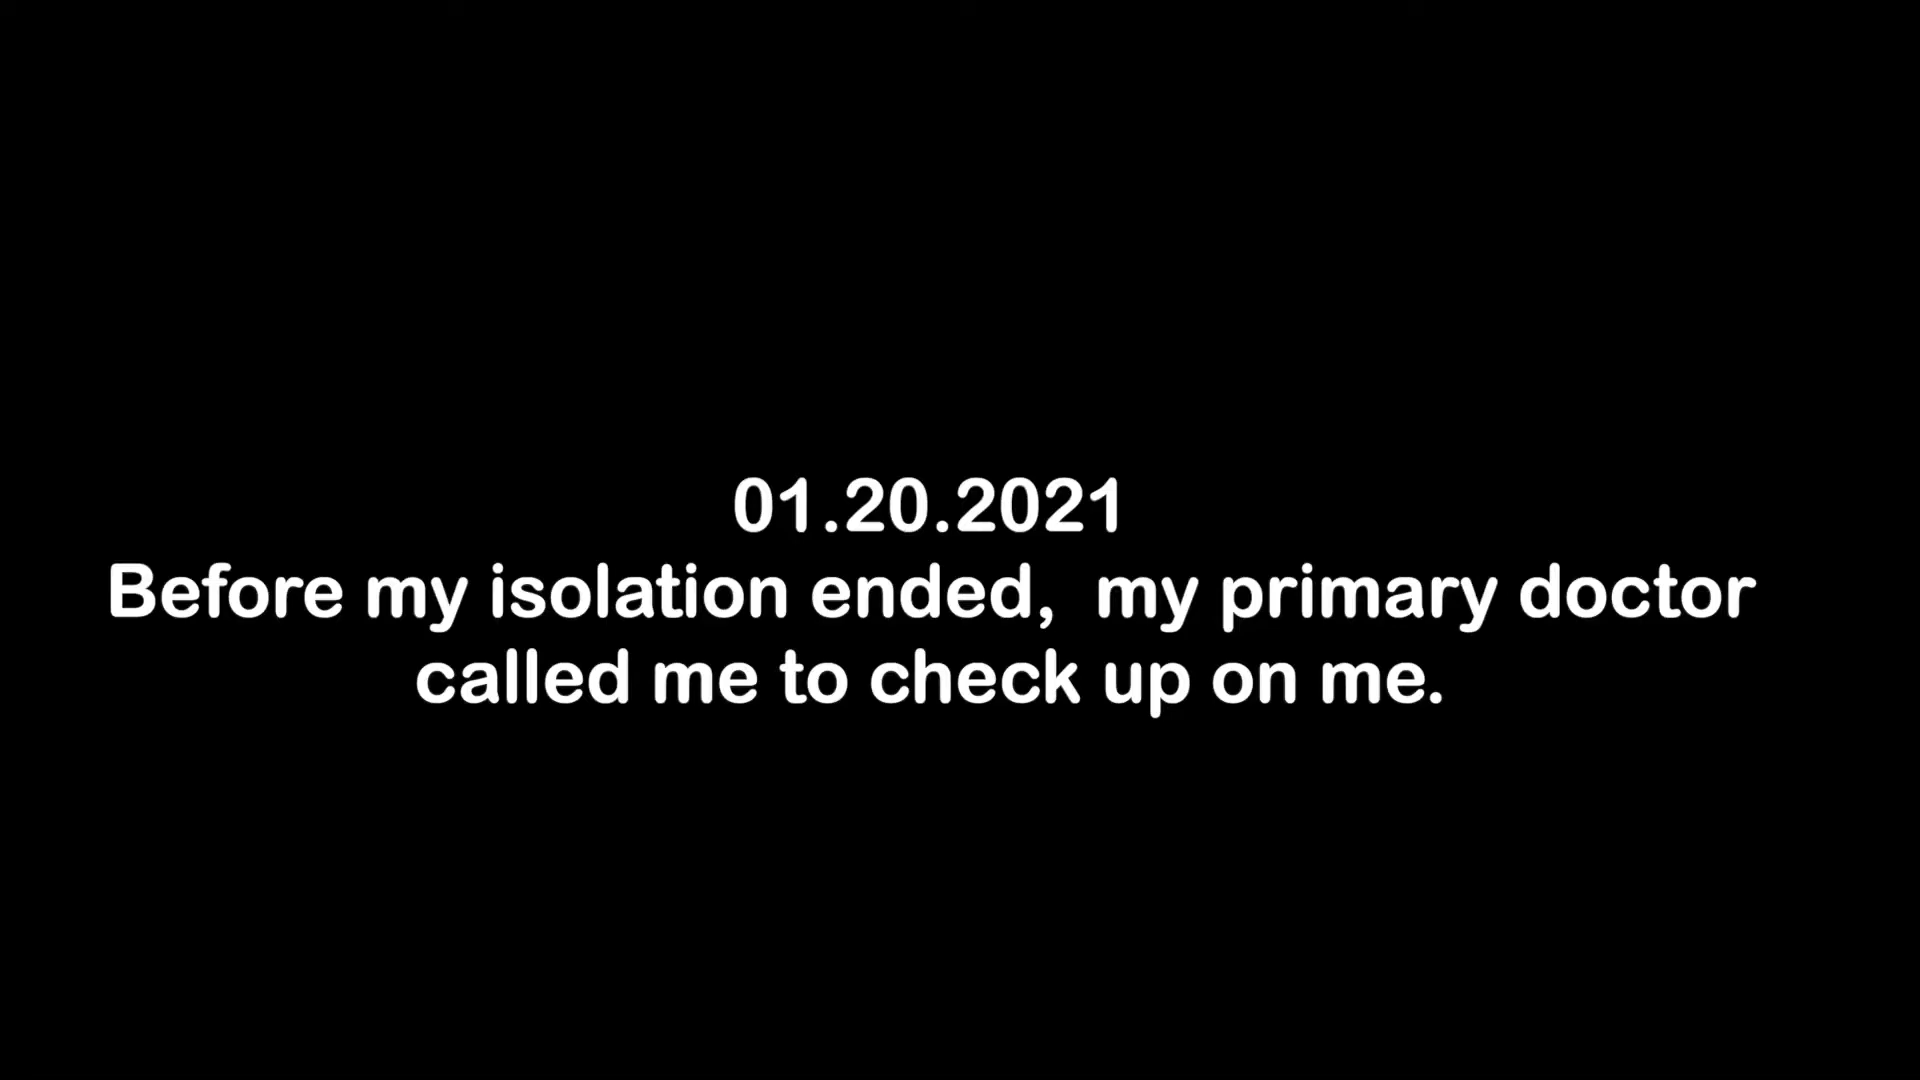 01.20.2021
Before my isolation ended,  my primary doctor
called me to check up on me.